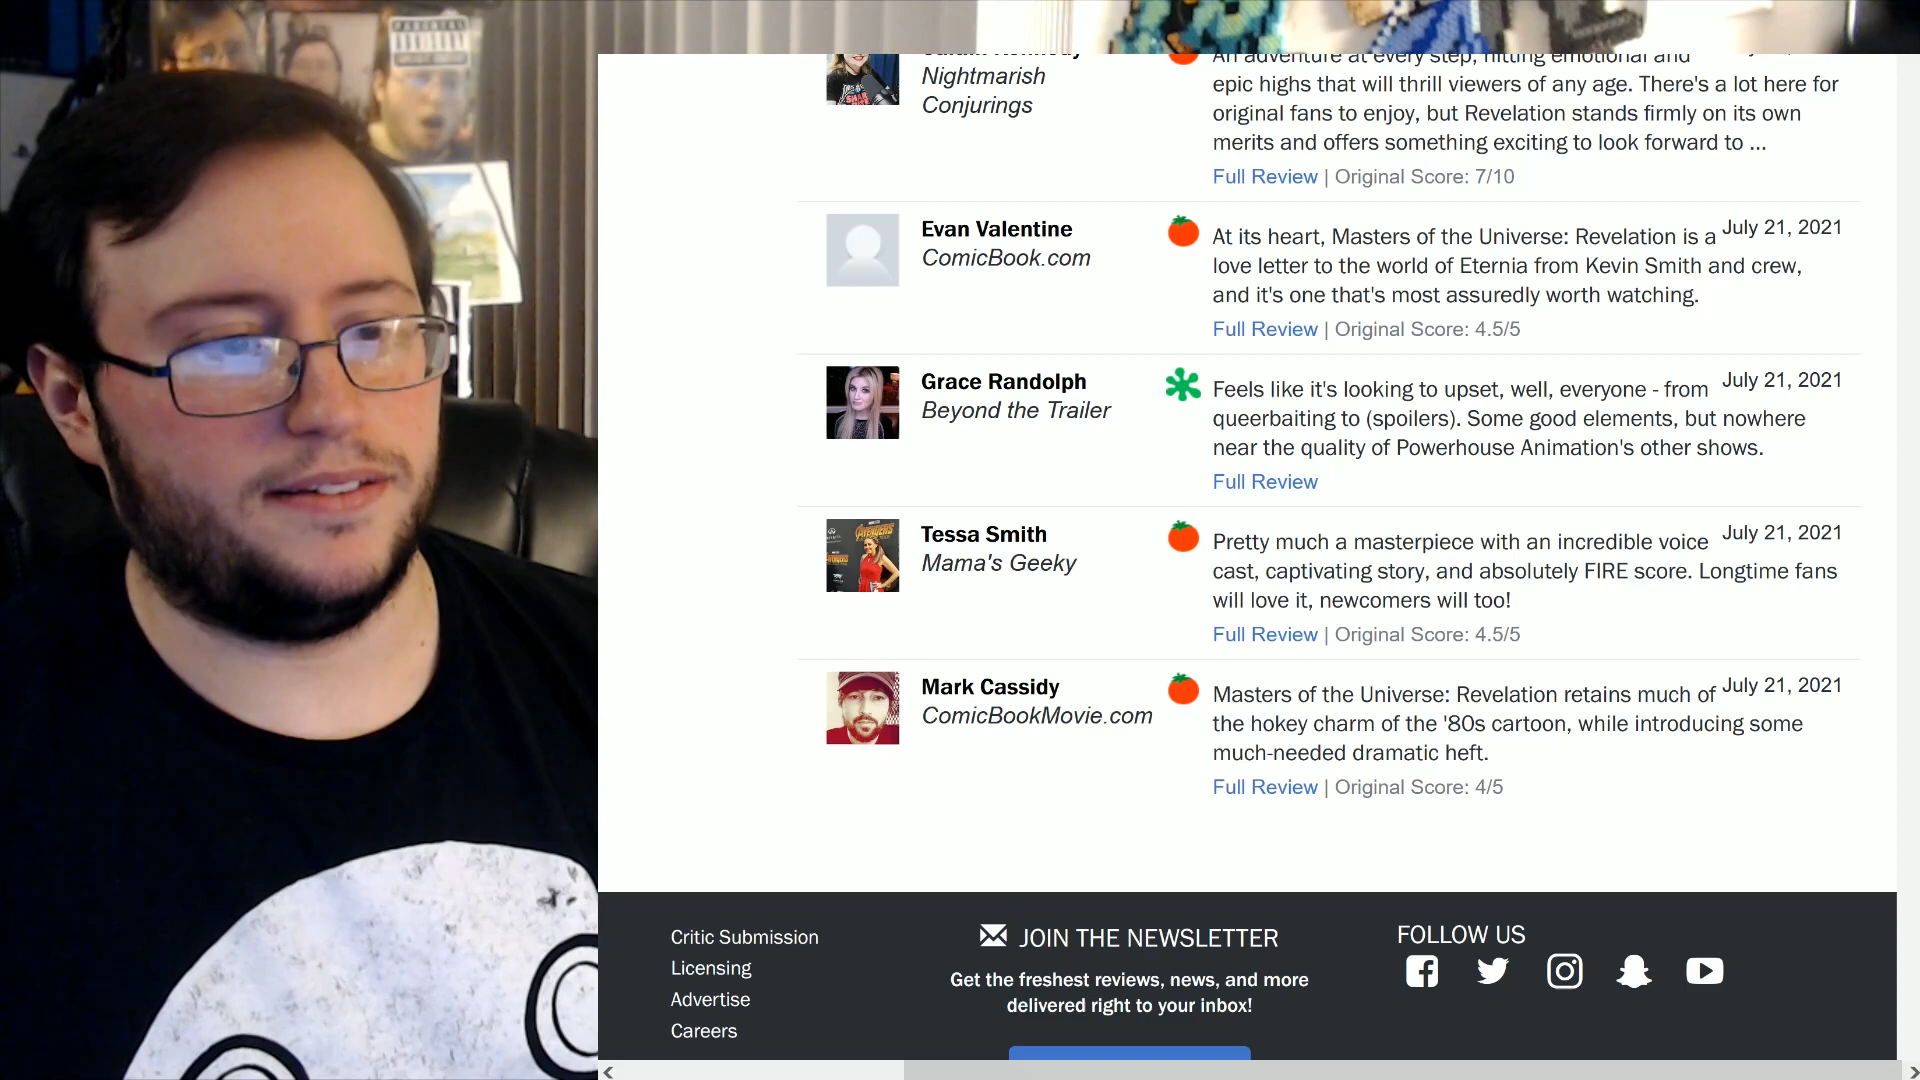 PARENTAL
ADVISORY
Nightmarish
Conjurings
An adventure at every step, hitting emotional and
epic highs that will thrill viewers of any age. There's a lot here for
original fans to enjoy, but Revelation stands firmly on its own
merits and offers something exciting to look forward to ...
Full Review | Original Score: 7/10
Evan Valentine
ComicBook.com
At its heart, Masters of the Universe: Revelation is a
July 21, 2021
love letter to the world of Eternia from Kevin Smith and crew,
and it's one that's most assuredly worth watching.
Full Review | Original Score: 4.5/5
Grace Randolph
Beyond the Trailer
Feels like it's looking to upset, well, everyone - from
July 21, 2021
queerbaiting to (spoilers). Some good elements, but nowhere
near the quality of Powerhouse Animation's other shows.
Full Review
Tessa Smith
Mama's Geeky
Pretty much a masterpiece with an incredible voice
July 21, 2021
cast, captivating story, and absolutely FIRE score. Longtime fans
will love it, newcomers will too!
Full Review | Original Score: 4.5/5
Mark Cassidy
ComicBookMovie.com
Masters of the Universe: Revelation retains much of
July 21, 2021
the hokey charm of the '80s cartoon, while introducing some
much-needed dramatic heft.
Full Review | Original Score: 4/5
Critic Submission
Licensing
Advertise
Careers
JOIN THE NEWSLETTER
Get the freshest reviews, news, and more
delivered right to your inbox!
FOLLOW US